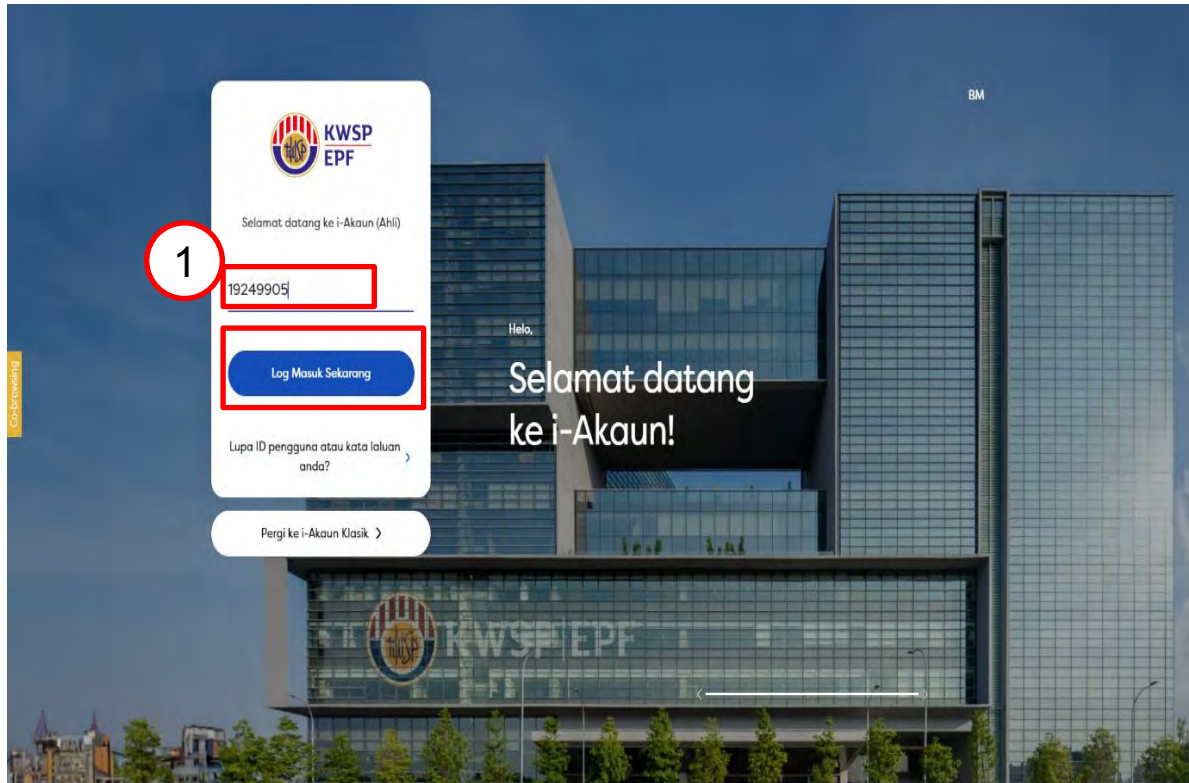 BM
KWSP
EPF
Selamat datang ke i-Akaun (Ahli)
1
19249905
Log Masuk Sekarang
Lupa ID pengguna atau kata laluan
anda?
Pergi ke i-Akaun Klasik
Co-browsing
Helo,
Selamat datang
ke i-Akaun!
KWSP EPF